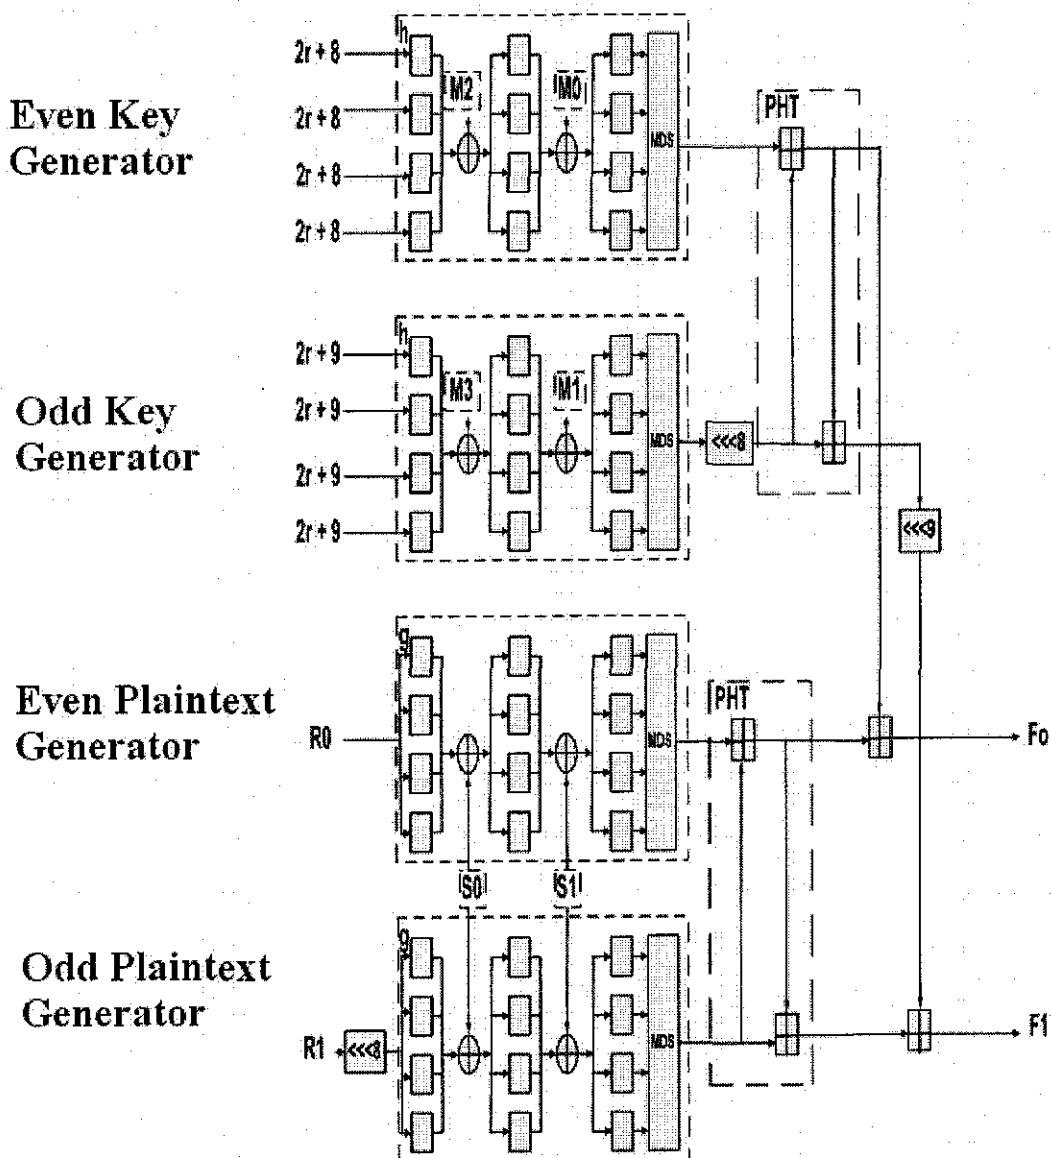 h
2r + 8
2r + 8
2r + 8
2r + 8
M2
M0
MDS
PHT
Even Key
Generator
h
2r + 9
2r + 9
2r + 9
2r + 9
M3
M1
MDS
<<<8
<<<9
Odd Key
Generator
g
R0
MDS
PHT
Fo
Even Plaintext
Generator
S0
S1
g
R1
<<<8
MDS
F1
Odd Plaintext
Generator